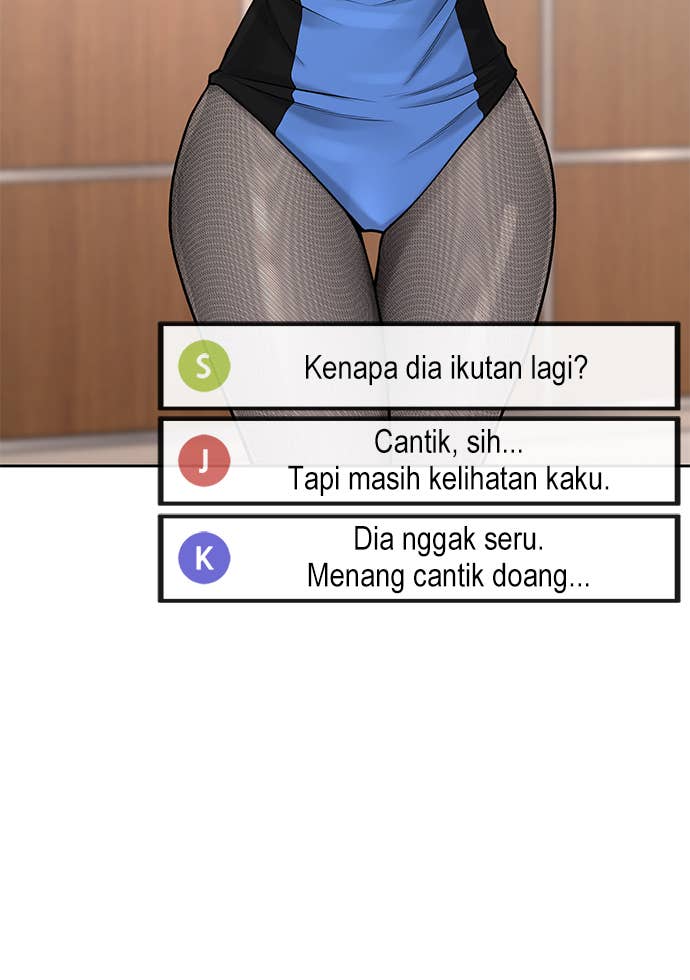 S
Kenapa dia ikutan lagi?
J
Cantik, sih...
Tapi masih kelihatan kaku.
K
Dia nggak seru.
Menang cantik doang...